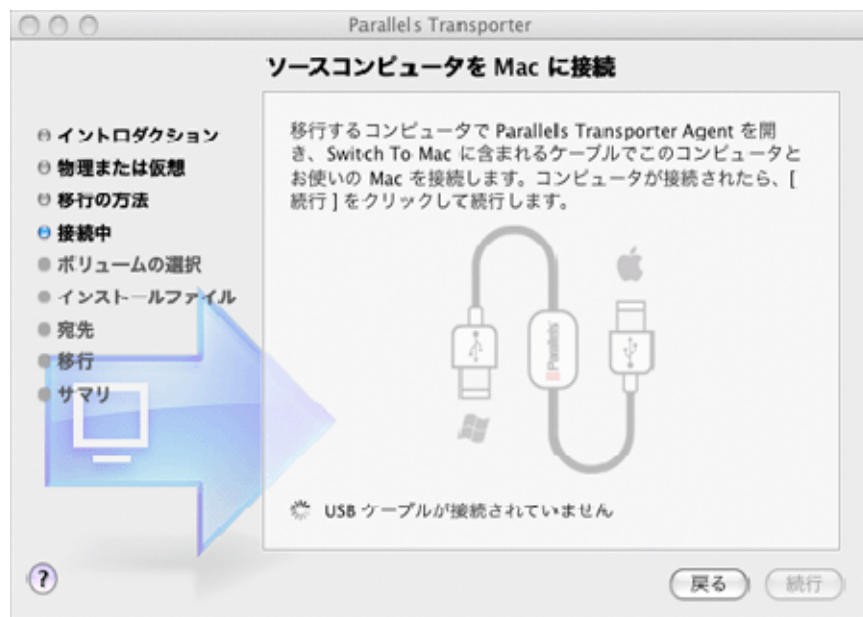 Parallels Transporter
ソースコンピュータを Mac に接続
イントロダクション
物理または仮想
移行の方法
接続中
ボリュームの選択
インストールファイル
宛先
移行
サマリ
移行するコンピュータで Parallels Transporter Agent を開
き、 Switch To Mac に含まれるケーブルでこのコンピュータと
お使いの Mac を接続します。コンピュータが接続されたら、[
続行 ] をクリックして続行します。
Parallels
USB ケーブルが接続されていません
?
戻る
続行